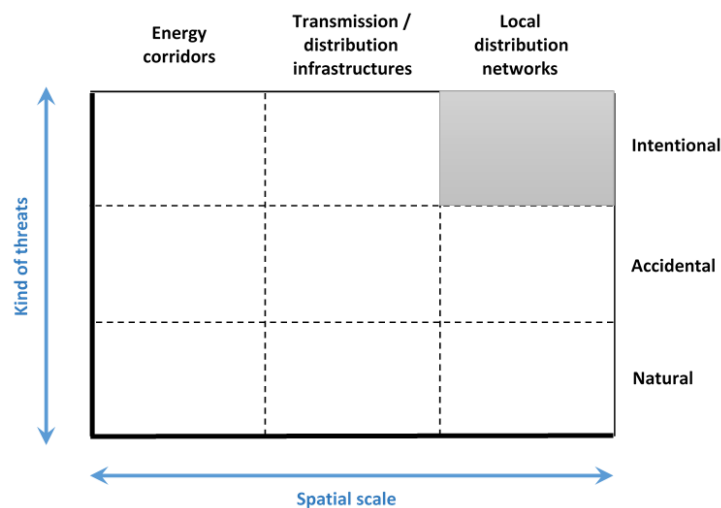 Energy
corridors
Transmission /
distribution
infrastructures
Local
distribution
networks
Intentional
Kind of threats
Accidental
Natural
Spatial scale